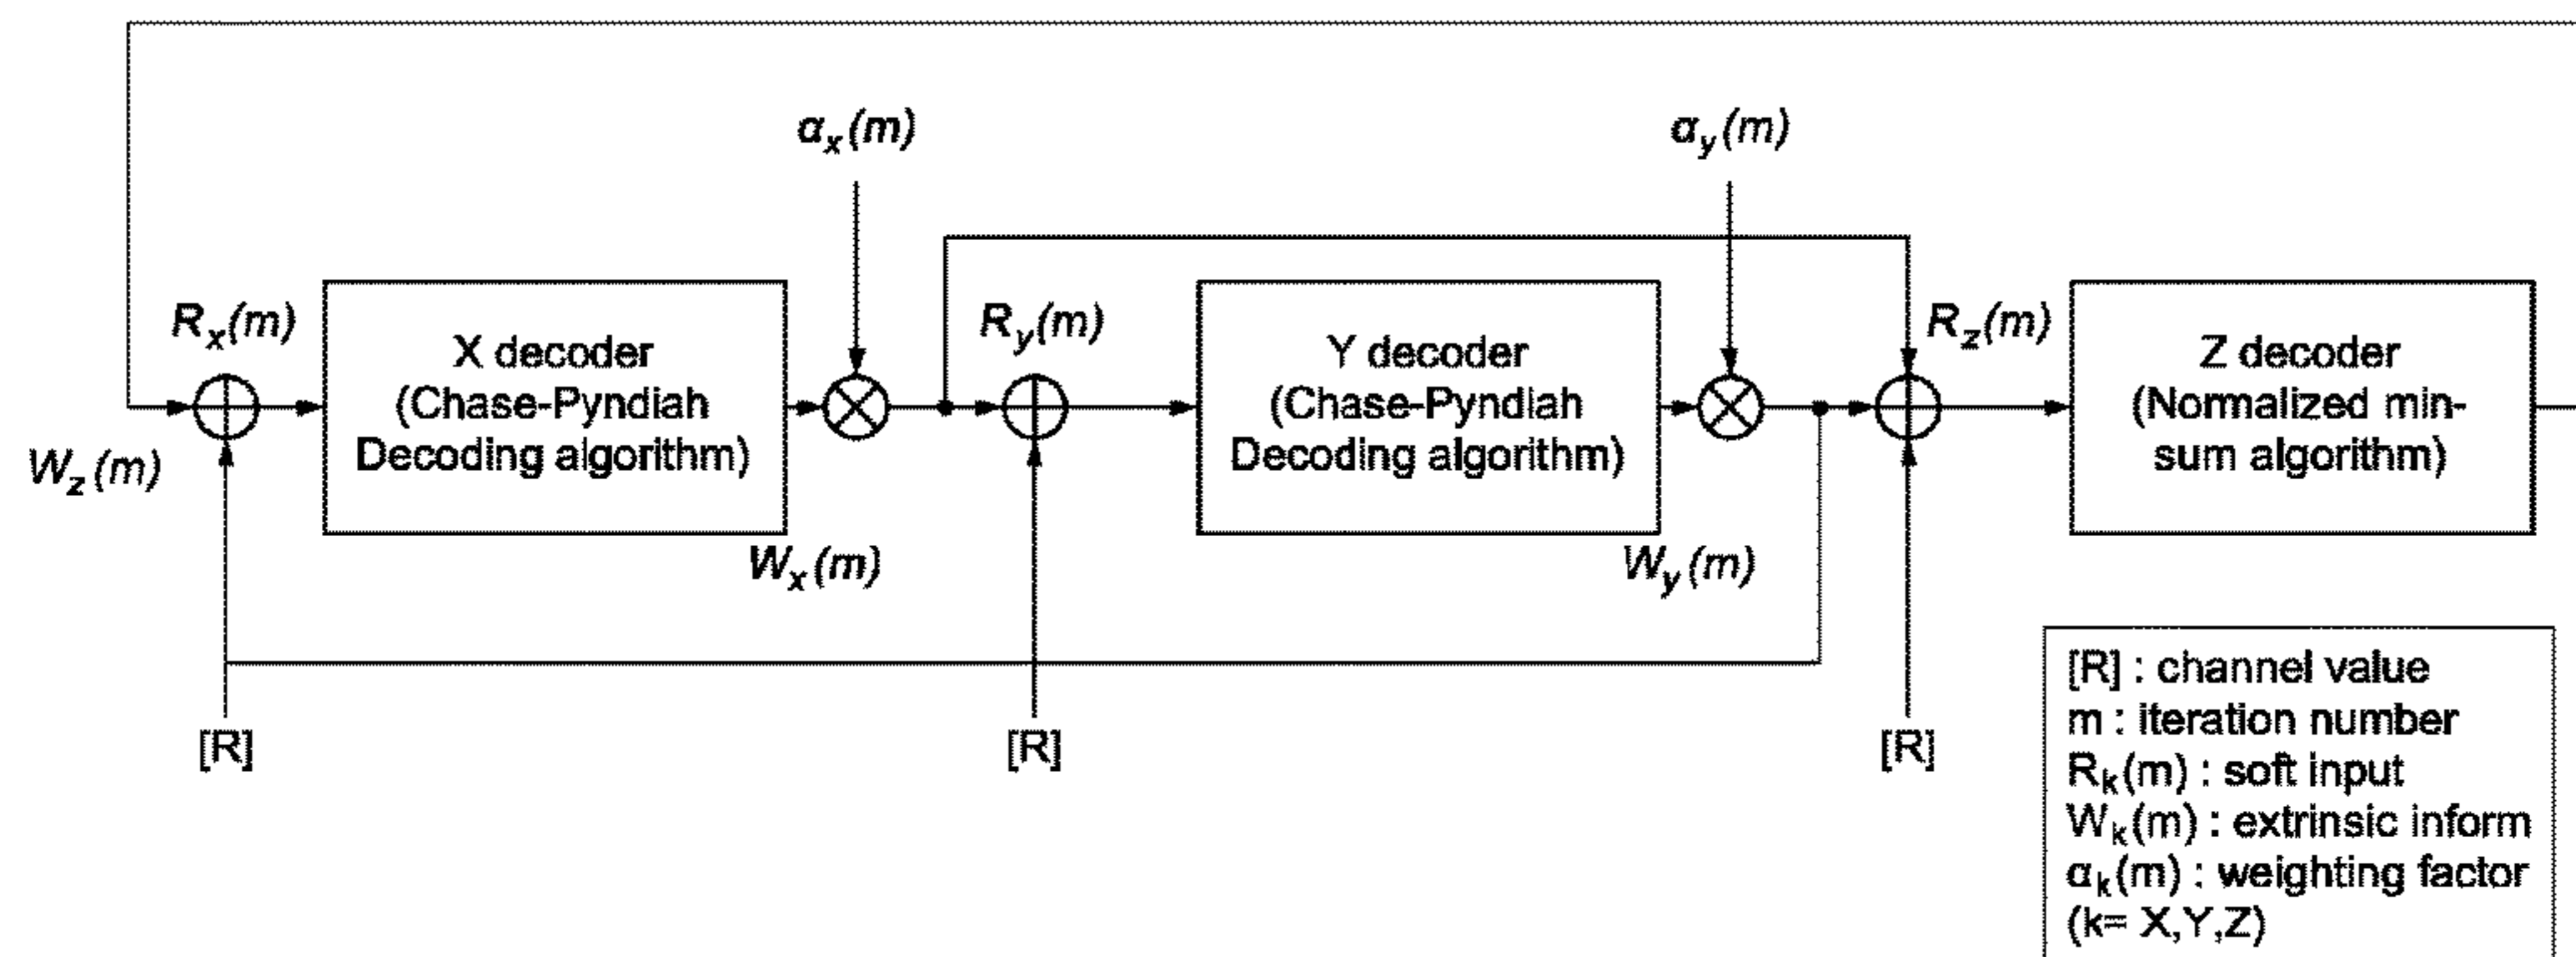 αx(m)
αy(m)
Rx(m)
Ry(m)
Rz(m)
X decoder
(Chase-Pyndiah
Decoding algorithm)
Y decoder
(Chase-Pyndiah
Decoding algorithm)
Z decoder
(Normalized min-
sum algorithm)
Wz(m)
Wx(m)
Wy(m)
[R]
[R]
[R]
[R] : channel value
m : iteration number
Rk(m) : soft input
Wk(m) : extrinsic inform
αk(m) : weighting factor
(k= X,Y,Z)